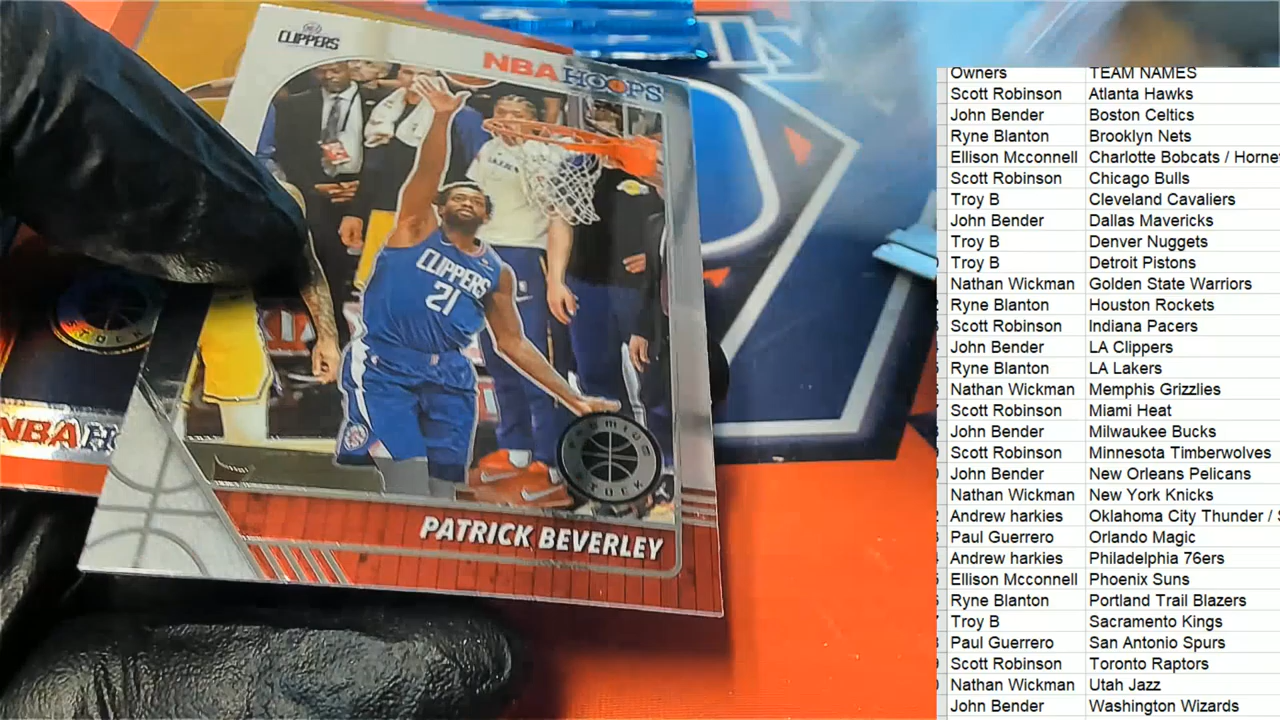 CLIPPERS
NBA HOOPS
CLIPPERS
21
PREMIUM
STOCK
PATRICK BEVERLEY
STOCK
NBA H
Owners TEAM NAMES
Scott Robinson Atlanta Hawks
John Bender Boston Celtics
Ryne Blanton Brooklyn Nets
Ellison Mcconnell Charlotte Bobcats / Horne
Scott Robinson Chicago Bulls
Troy B Cleveland Cavaliers
John Bender Dallas Mavericks
Troy B Denver Nuggets
Troy B Detroit Pistons
Nathan Wickman Golden State Warriors
Ryne Blanton Houston Rockets
Scott Robinson Indiana Pacers
John Bender LA Clippers
Ryne Blanton LA Lakers
Nathan Wickman Memphis Grizzlies
Scott Robinson Miami Heat
John Bender Milwaukee Bucks
Scott Robinson Minnesota Timberwolves
John Bender New Orleans Pelicans
Nathan Wickman New York Knicks
Andrew harkies Oklahoma City Thunder / S
Paul Guerrero Orlando Magic
Andrew harkies Philadelphia 76ers
Ellison Mcconnell Phoenix Suns
Ryne Blanton Portland Trail Blazers
Troy B Sacramento Kings
Paul Guerrero San Antonio Spurs
Scott Robinson Toronto Raptors
Nathan Wickman Utah Jazz
John Bender Washington Wizards